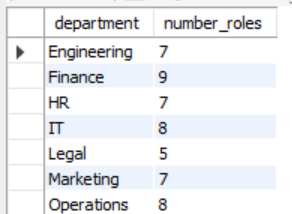 department number_roles
Engineering 7
Finance 9
HR 7
IT 8
Legal 5
Marketing 7
Operations 8